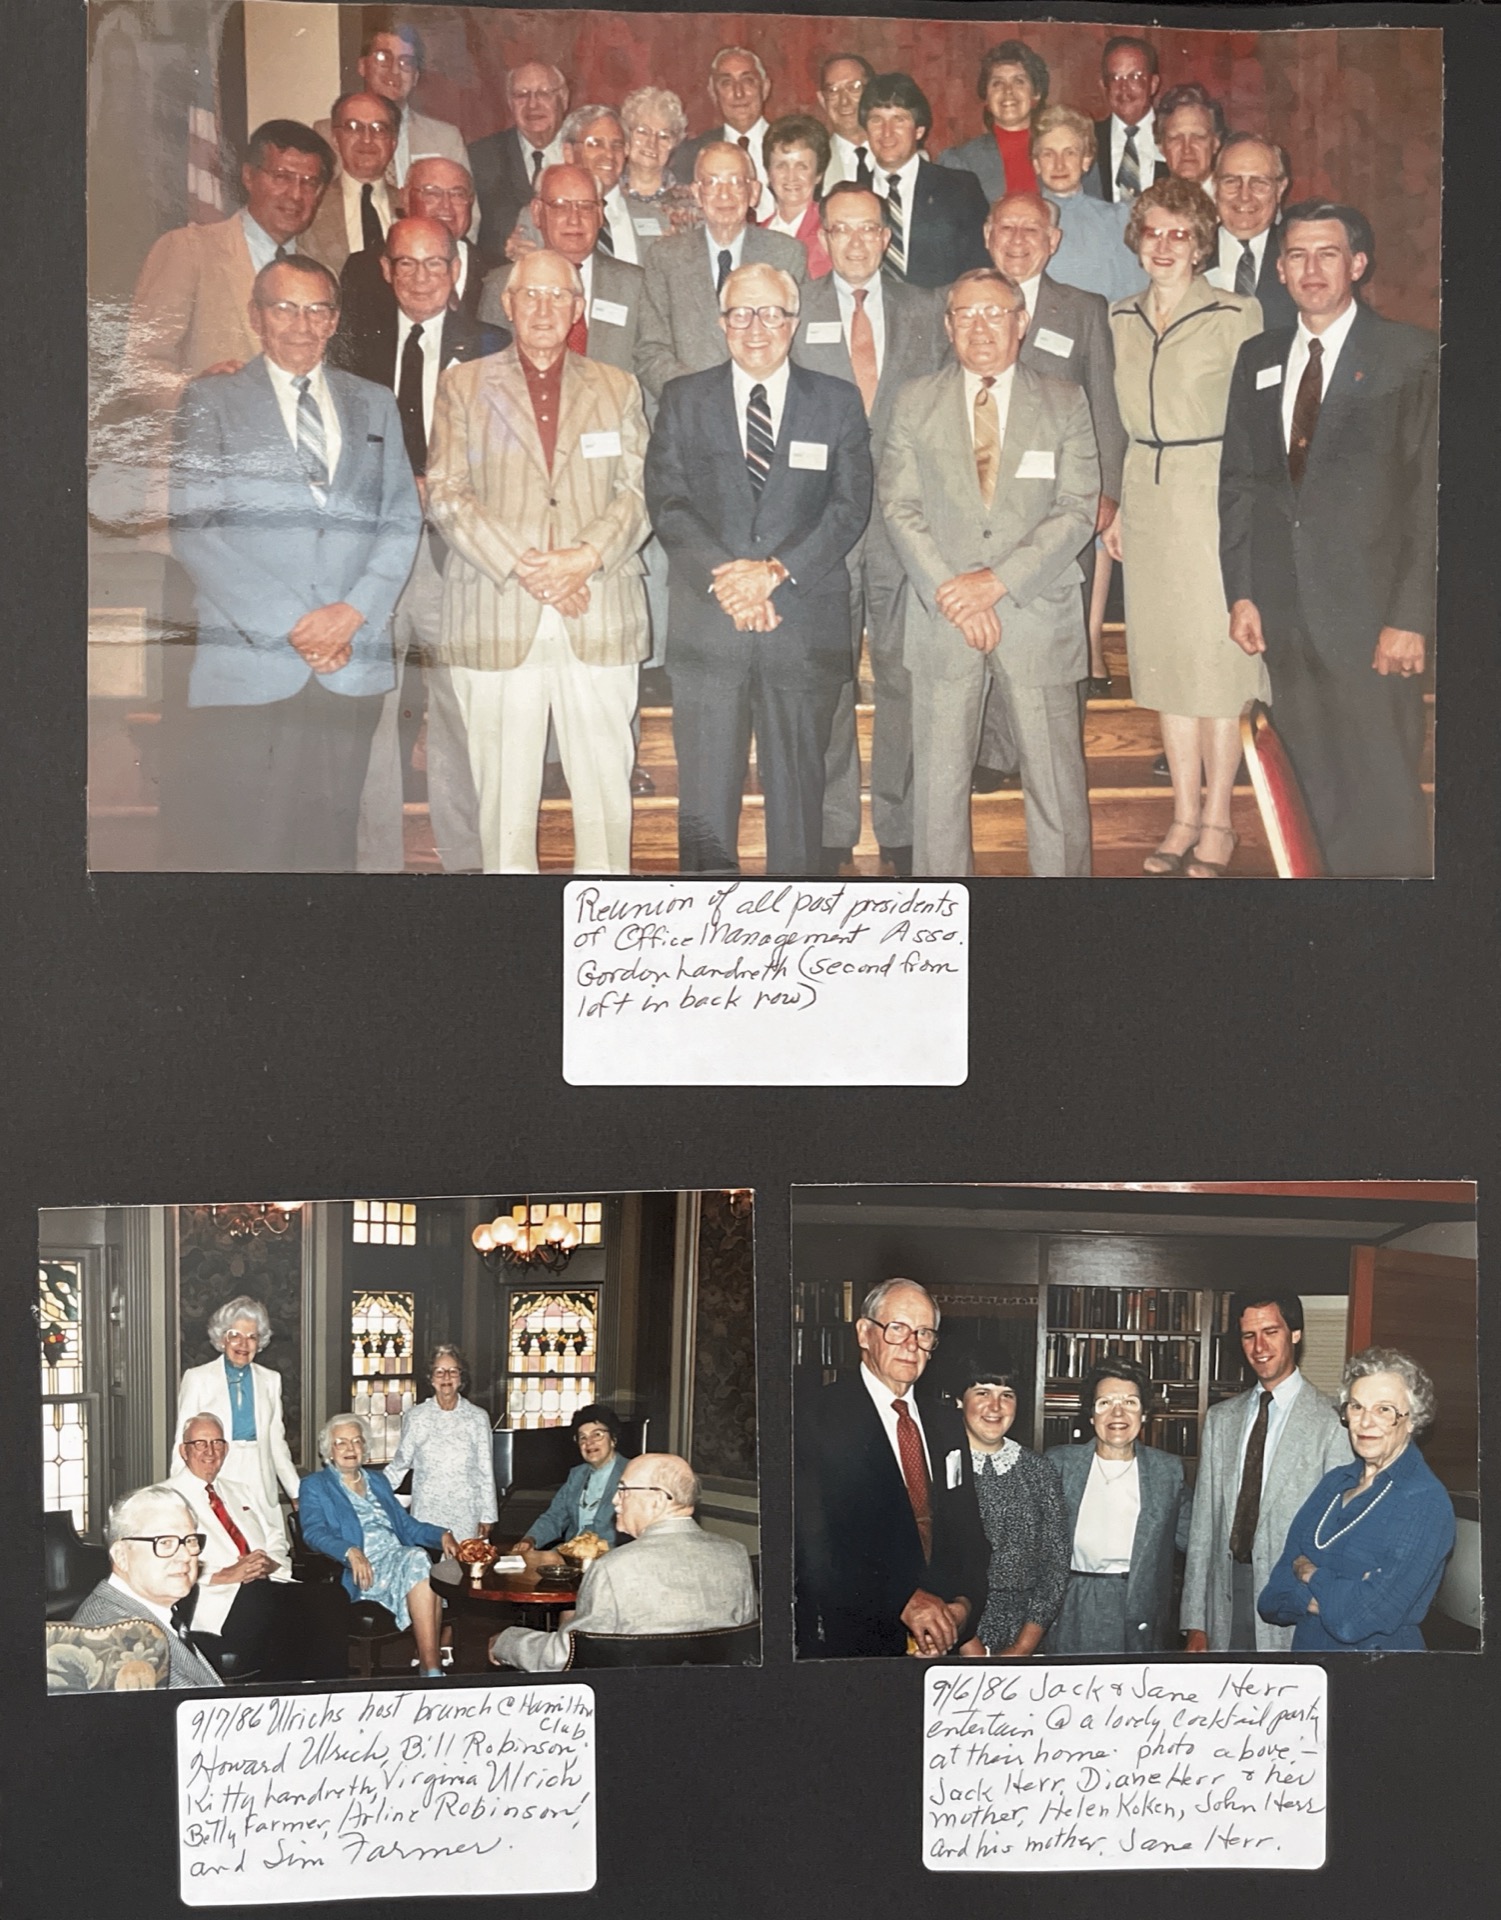 Reunion of all past presidents
of Office Management Asso.
Gordon Landreth (second from
left in back row)
9/7/86 Ulrichs host brunch @ Hamilton
Club
Howard Ulrich, Bill Robinson,
Kitty Landreth, Virginia Ulrich
Betty Farmer, Arline Robinson,
and Jim Farmer.
9/6/86 Jack & Jane Herr
entertain @ a lovely cocktail party
at their home. photo above:-
Jack Herr, Diane Herr & her
mother, Helen Koken, John Herr
and his mother, Jane Herr.